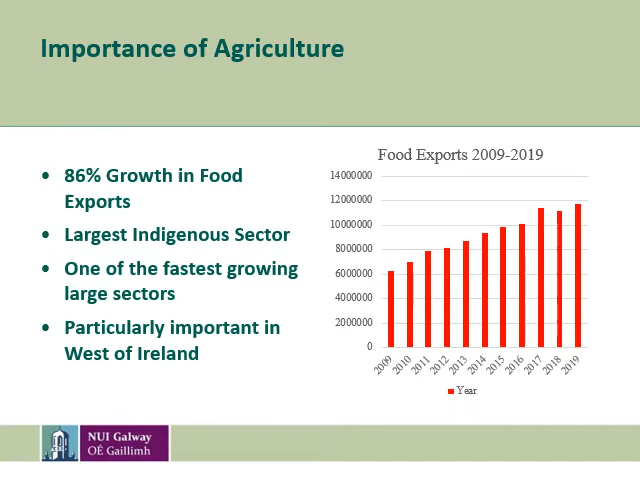 Importance of Agriculture
• 86% Growth in Food
Exports
• Largest Indigenous Sector
• One of the fastest growing
large sectors
• Particularly important in
West of Ireland
Food Exports 2009-2019
14000000
12000000
10000000
8000000
6000000
4000000
2000000
0
2009 2010 2011 2012 2013 2014 2015 2016 2017 2018 2019
Year
NUI Galway
OÉ Gaillimh